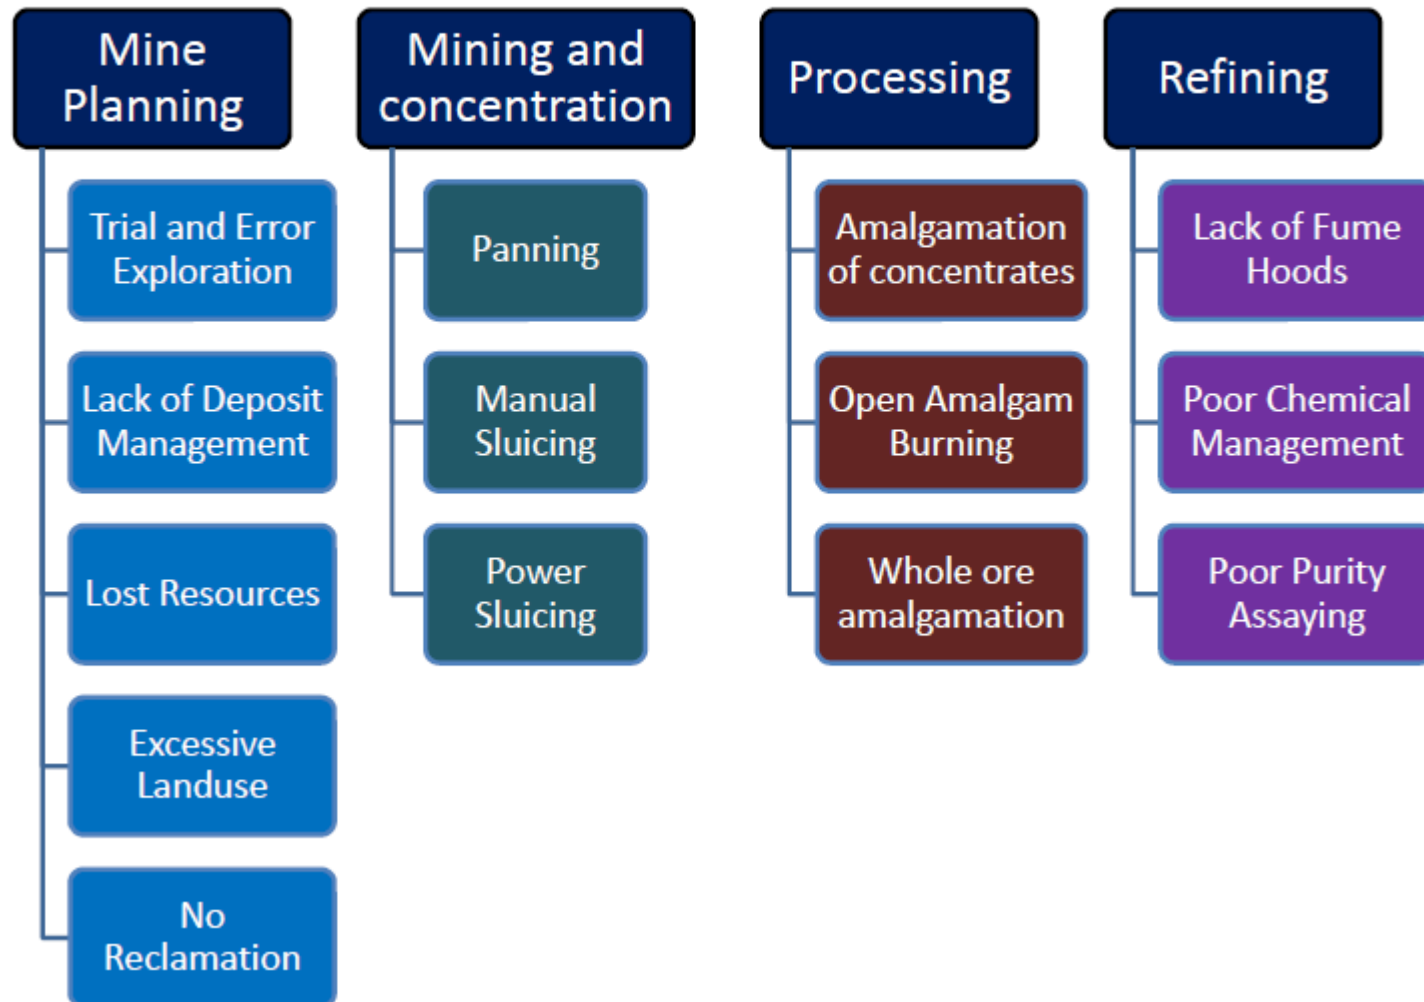 Mine
Planning
Trial and Error
Exploration
Lack of Deposit
Management
Lost Resources
Excessive
Landuse
No
Reclamation
Mining and
concentration
Panning
Manual
Sluicing
Power
Sluicing
Processing
Amalgamation
of concentrates
Open Amalgam
Burning
Whole ore
amalgamation
Refining
Lack of Fume
Hoods
Poor Chemical
Management
Poor Purity
Assaying